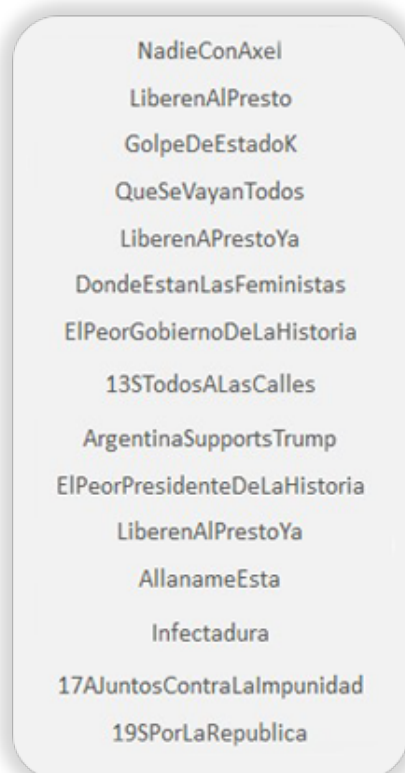 NadieConAxel
LiberenAlPresto
GolpeDeEstadoK
QueSeVayanTodos
LiberenAPrestoYa
DondeEstanLasFeministas
ElPeorGobiernoDeLaHistoria
13STodosALasCalles
ArgentinaSupportsTrump
ElPeorPresidenteDeLaHistoria
LiberenAlPrestoYa
AllanameEsta
Infectadura
17AJuntosContraLaImpunidad
19SPorLaRepublica